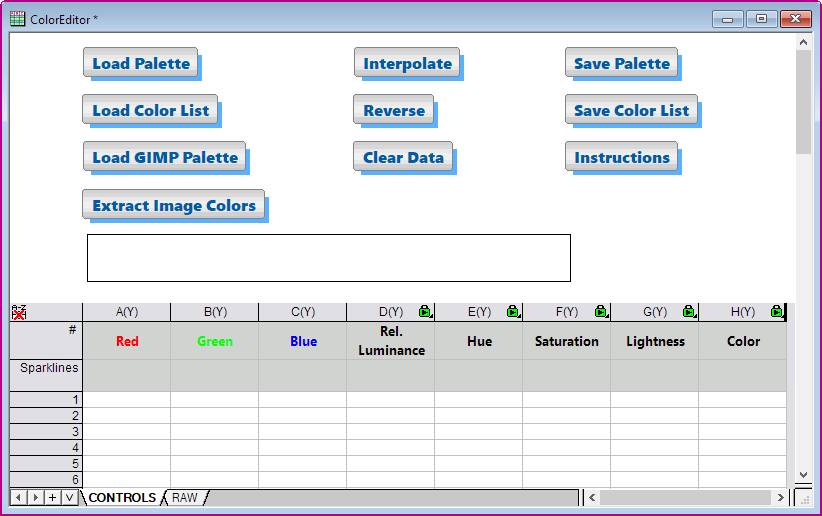 ColorEditor *
Load Palette Interpolate Save Palette
Load Color List Reverse Save Color List
Load GIMP Palette Clear Data Instructions
Extract Image Colors
A(Y) B(Y) C(Y) D(Y) E(Y) F(Y) G(Y) H(Y)
# Red Green Blue Rel. Luminance Hue Saturation Lightness Color
Sparklines
1
2
3
4
5
6
CONTROLS RAW